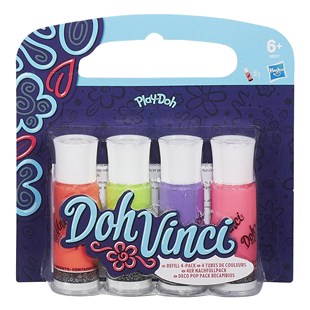 6+
Hasbro
PLAY-DOH
DohVinci
• REFILL 4-PACK • 4 TUBES DE COULEURS
• 4ER NACHFÜLLPACK
• DECO POP PACK RECAMBIOS